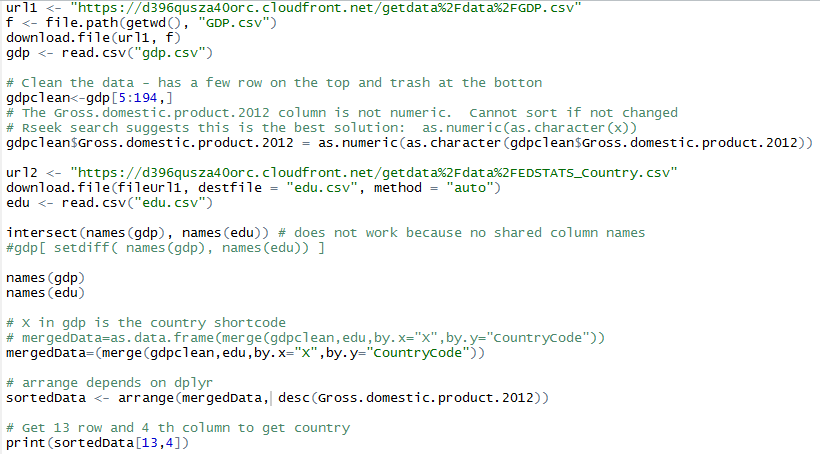 url1 <- "https://d396qusza40orc.cloudfront.net/getdata%2Fdata%2FGDP.csv"
f <- file.path(getwd(), "GDP.csv")
download.file(url1, f)
gdp <- read.csv("gdp.csv")
# Clean the data - has a few row on the top and trash at the botton
gdpclean<-gdp[5:194,]
# The Gross.domestic.product.2012 column is not numeric.  Cannot sort if not changed
# Rseek search suggests this is the best solution:  as.numeric(as.character(x))
gdpclean$Gross.domestic.product.2012 = as.numeric(as.character(gdpclean$Gross.domestic.product.2012))
url2 <- "https://d396qusza40orc.cloudfront.net/getdata%2Fdata%2FEDSTATS_Country.csv"
download.file(fileUrl1, destfile = "edu.csv", method = "auto")
edu <- read.csv("edu.csv")
intersect(names(gdp), names(edu)) # does not work because no shared column names
#gdp[ setdiff( names(gdp), names(edu)) ]
names(gdp)
names(edu)
# X in gdp is the country shortcode
# mergedData=as.data.frame(merge(gdpclean,edu,by.x="X",by.y="CountryCode"))
mergedData=(merge(gdpclean,edu,by.x="X",by.y="CountryCode"))
# arrange depends on dplyr
sortedData <- arrange(mergedData, desc(Gross.domestic.product.2012))
# Get 13 row and 4 th column to get country
print(sortedData[13,4])